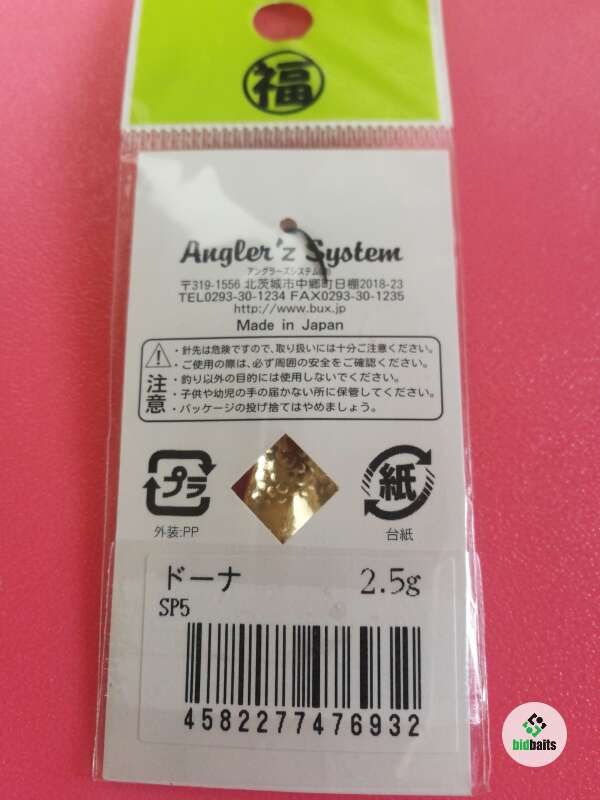 福
Angler'z System
アングラーズシステム(有)
〒319-1556 北茨城市中郷町日棚2018-23
TEL0293-30-1234 FAX0293-30-1235
http://www.bux.jp
Made in Japan
注意
・針先は危険ですので、取り扱いには十分ご注意ください。
・ご使用の際は、必ず周囲の安全をご確認ください。
・釣り以外の目的には使用しないでください。
・子供や幼児の手の届かない所に保管してください。
・パッケージの投げ捨てはやめましょう。
プラ
紙
外装:PP
台紙
ドーナ 2.5g
SP5
4582277476932
bidbaits